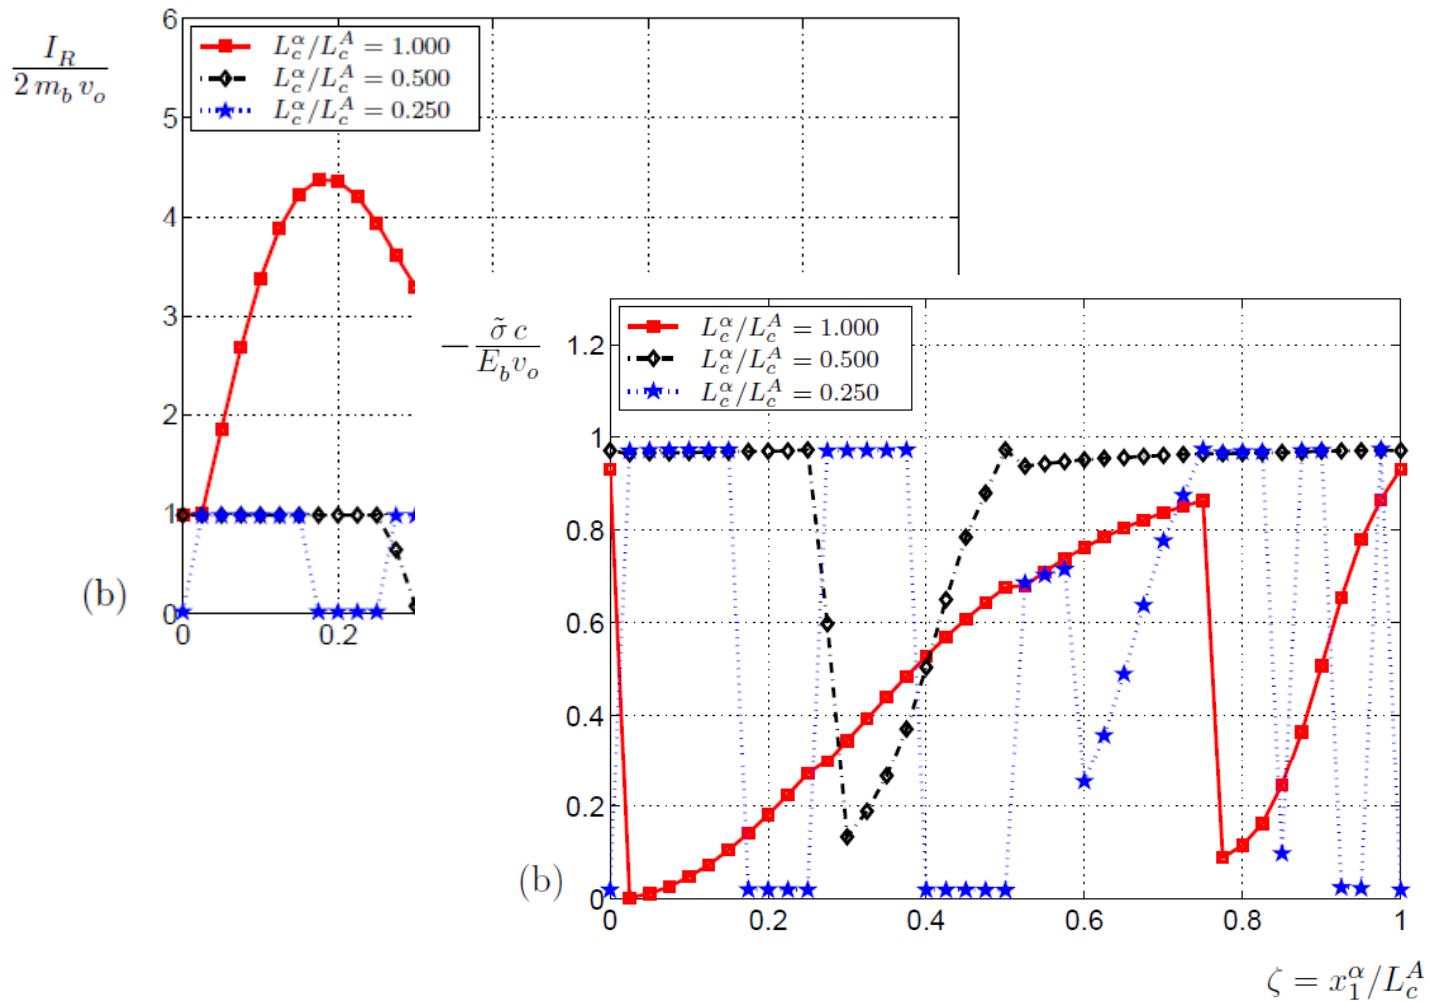 I_R / 2 m_b v_o
6
5
4
3
2
1
0
L_c^α/L_c^A = 1.000
L_c^α/L_c^A = 0.500
L_c^α/L_c^A = 0.250
0
0.2
(b)
−σ̃ c / E_b v_o
1.2
1
0.8
0.6
0.4
0.2
0
L_c^α/L_c^A = 1.000
L_c^α/L_c^A = 0.500
L_c^α/L_c^A = 0.250
(b)
0 0.2 0.4 0.6 0.8 1
ζ = x_1^α/L_c^A